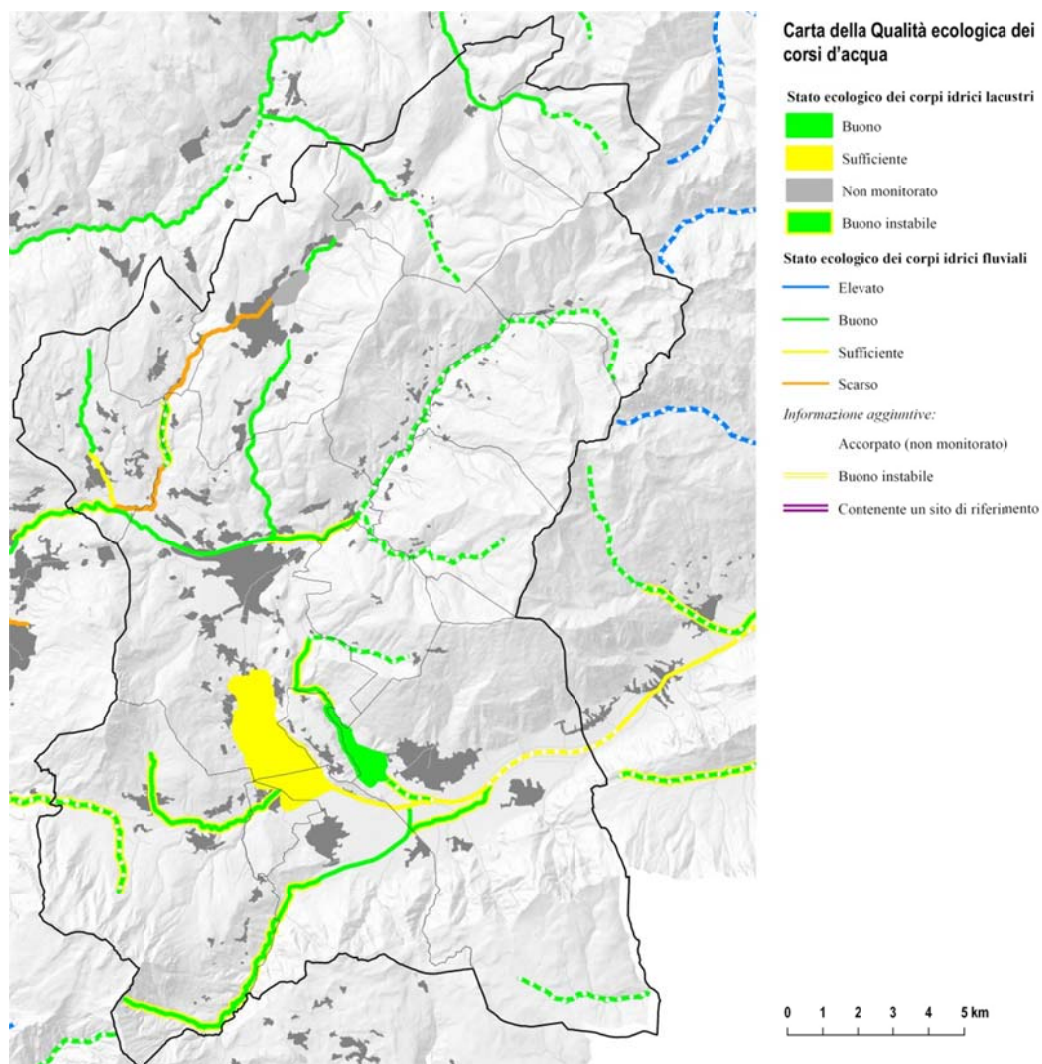 Carta della Qualità ecologica dei
corsi d'acqua
Stato ecologico dei corpi idrici lacustri
Buono
Sufficiente
Non monitorato
Buono instabile
Stato ecologico dei corpi idrici fluviali
Elevato
Buono
Sufficiente
Scarso
Informazione aggiuntive:
Accorpato (non monitorato)
Buono instabile
Contenente un sito di riferimento
0 1 2 3 4 5 km